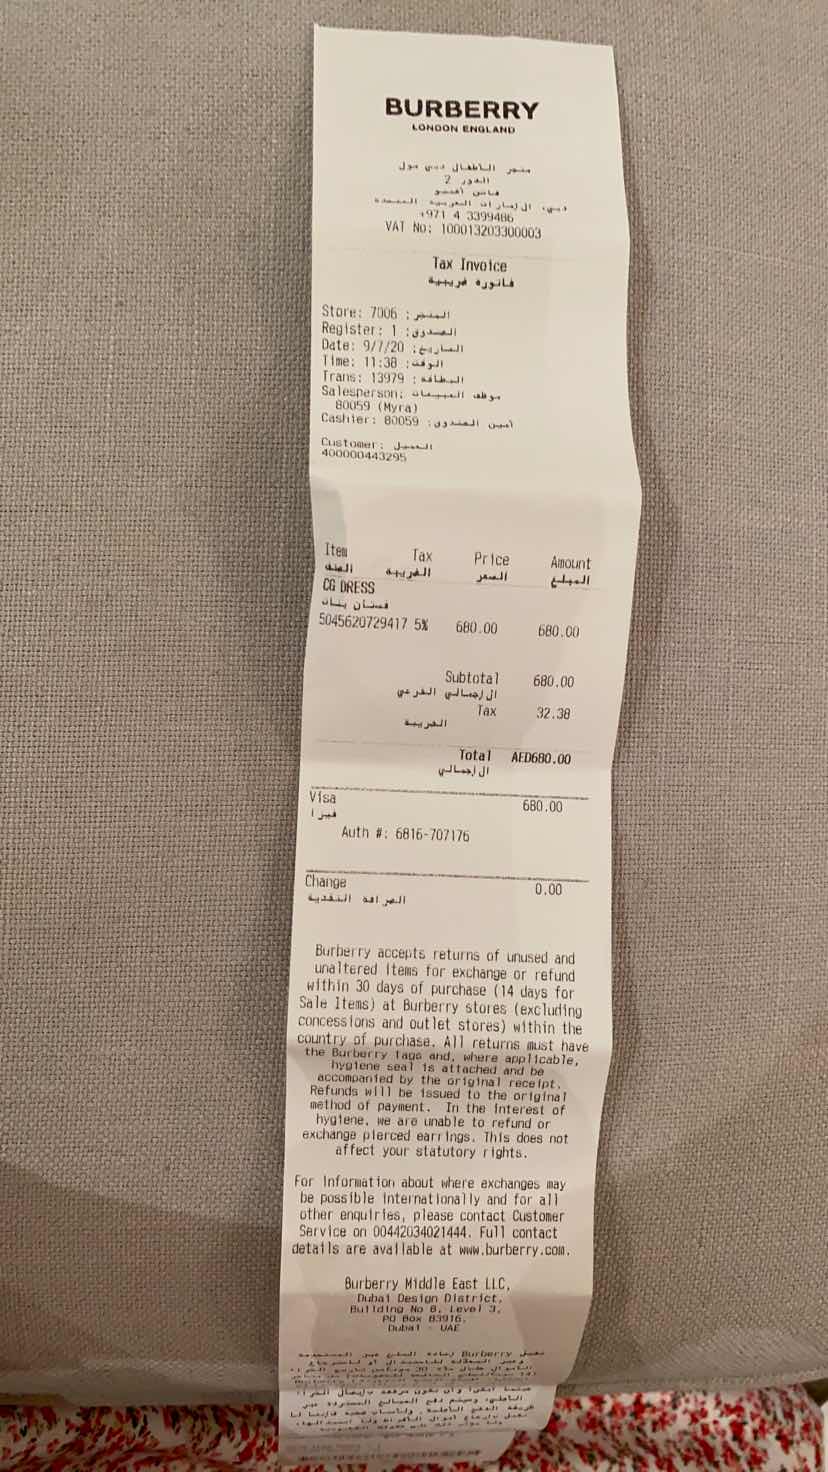 BURBERRY
LONDON ENGLAND
متجر الأطفال دبي مول
الدور 2
فاشن أفنيو
دبي، الإمارات العربية المتحدة
+971 4 3399486
VAT No: 100013203300003
Tax Invoice
فاتورة ضريبية
Store: 7006 : المتجر
Register: 1 : الصندوق
Date: 9/7/20 : التاريخ
Time: 11:38 : الوقت
Trans: 13979 : البطاقة
Salesperson: موظف المبيعات
80059 (Myra)
Cashier: 80059 : أمين الصندوق
Customer: العميل
400000443295
Item Tax Price Amount
الضريبة السعر المبلغ
CG DRESS
فستان بنات
5045620729417 5% 680.00 680.00
Subtotal 680.00
الإجمالي الفرعي
Tax 32.38
الضريبة
Total AED680.00
الإجمالي
Visa 680.00
فيزا
Auth #: 6816-707176
Change 0.00
الصرافة النقدية
Burberry accepts returns of unused and
unaltered items for exchange or refund
within 30 days of purchase (14 days for
Sale Items) at Burberry stores (excluding
concessions and outlet stores) within the
country of purchase. All returns must have
the Burberry tags and, where applicable,
hygiene seal is attached and be
accompanied by the original receipt.
Refunds will be issued to the original
method of payment. In the interest of
hygiene, we are unable to refund or
exchange pierced earrings. This does not
affect your statutory rights.
For information about where exchanges may
be possible internationally and for all
other enquiries, please contact Customer
Service on 00442034021444. Full contact
details are available at www.burberry.com.
Burberry Middle East LLC,
Dubai Design District,
Building No 8, Level 3,
PO Box 83916,
Dubai - UAE
تقبل Burberry إعادة السلع غير المستخدمة